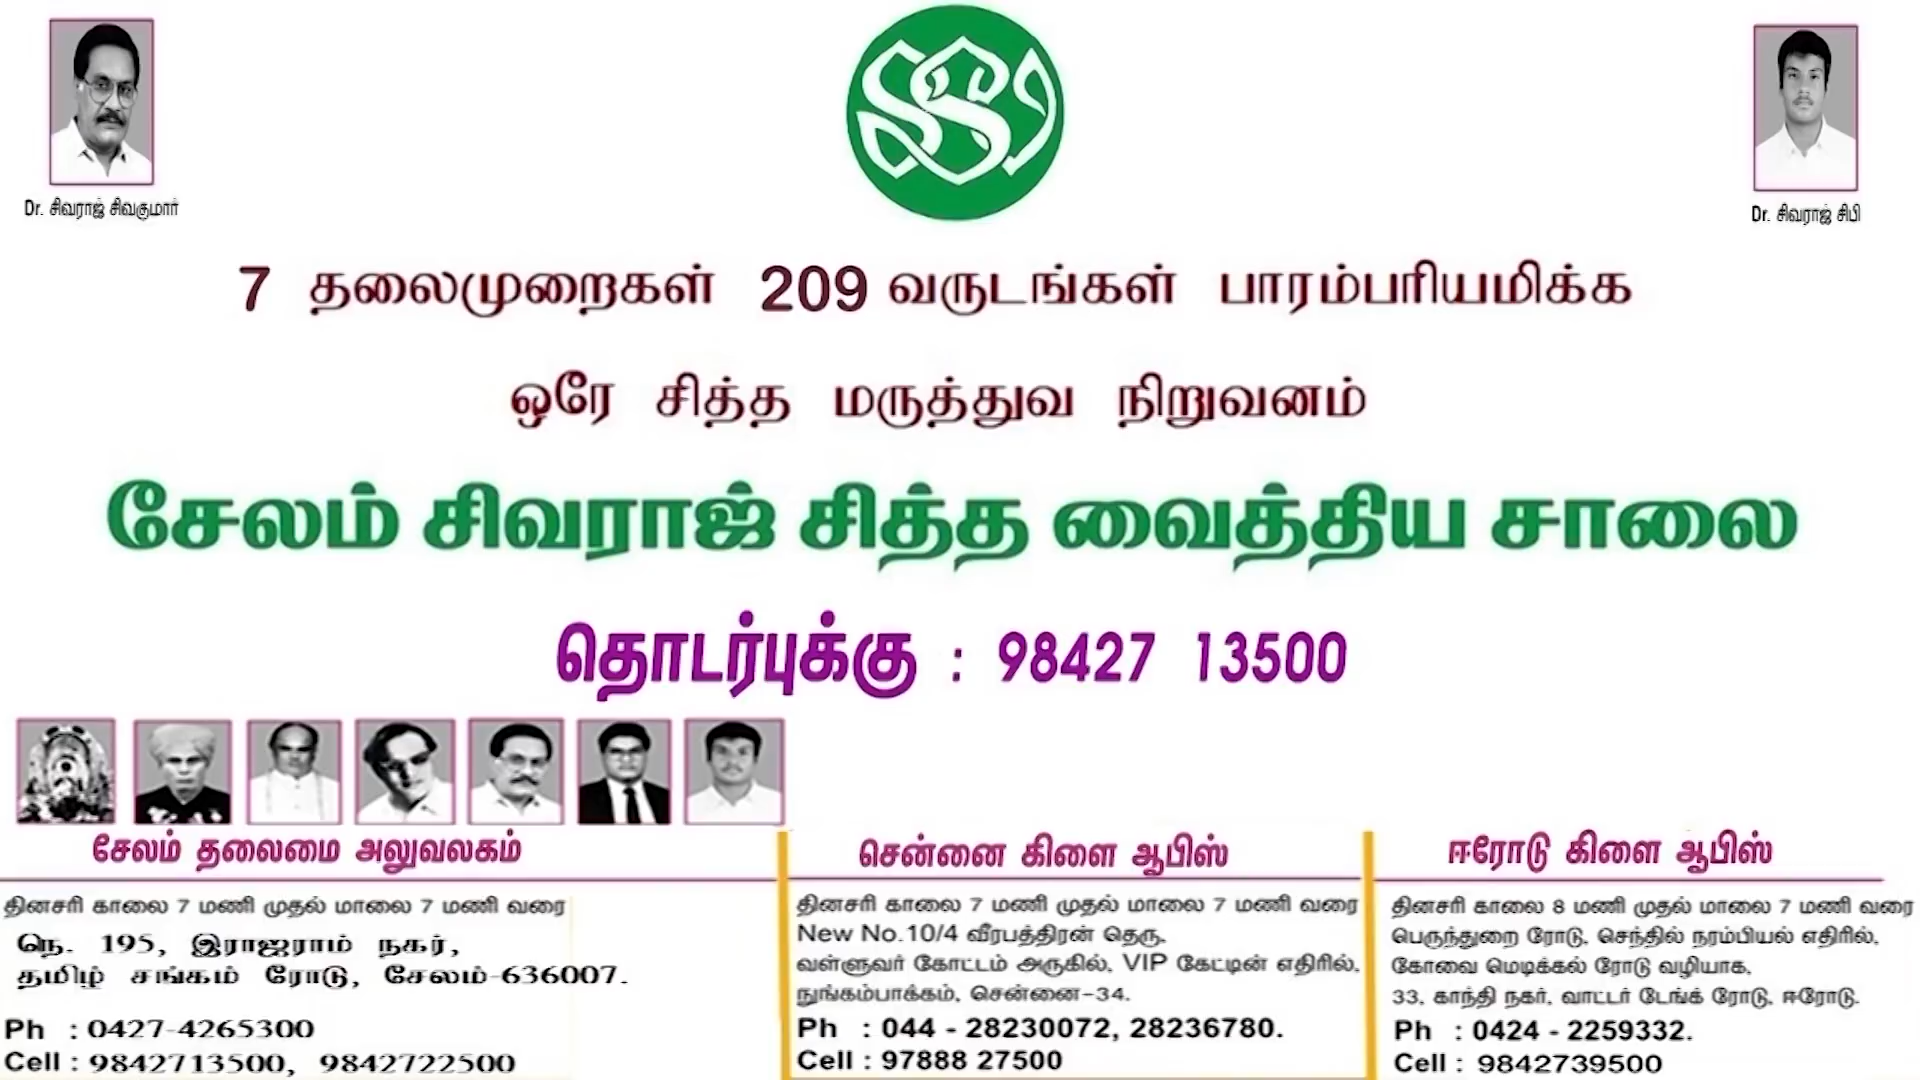 Dr. சிவராஜ் சிவகுமார்
Dr. சிவராஜ் சிபி
7 தலைமுறைகள் 209 வருடங்கள் பாரம்பரியமிக்க
ஒரே சித்த மருத்துவ நிறுவனம்
சேலம் சிவராஜ் சித்த வைத்திய சாலை
தொடர்புக்கு : 98427 13500
சேலம் தலைமை அலுவலகம்
தினசரி காலை 7 மணி முதல் மாலை 7 மணி வரை
நெ. 195, இராஜராம் நகர்,
தமிழ் சங்கம் ரோடு, சேலம்-636007.
Ph : 0427-4265300
Cell : 9842713500, 9842722500
சென்னை கிளை ஆபிஸ்
தினசரி காலை 7 மணி முதல் மாலை 7 மணி வரை
New No.10/4 வீரபத்திரன் தெரு,
வள்ளுவர் கோட்டம் அருகில், VIP கேட்டின் எதிரில்,
நுங்கம்பாக்கம், சென்னை-34.
Ph : 044 - 28230072, 28236780.
Cell : 97888 27500
ஈரோடு கிளை ஆபிஸ்
தினசரி காலை 8 மணி முதல் மாலை 7 மணி வரை
பெருந்துறை ரோடு, செந்தில் நரம்பியல் எதிரில்,
கோவை மெடிக்கல் ரோடு வழியாக,
33, காந்தி நகர், வாட்டர் டேங்க் ரோடு, ஈரோடு.
Ph : 0424 - 2259332.
Cell : 9842739500